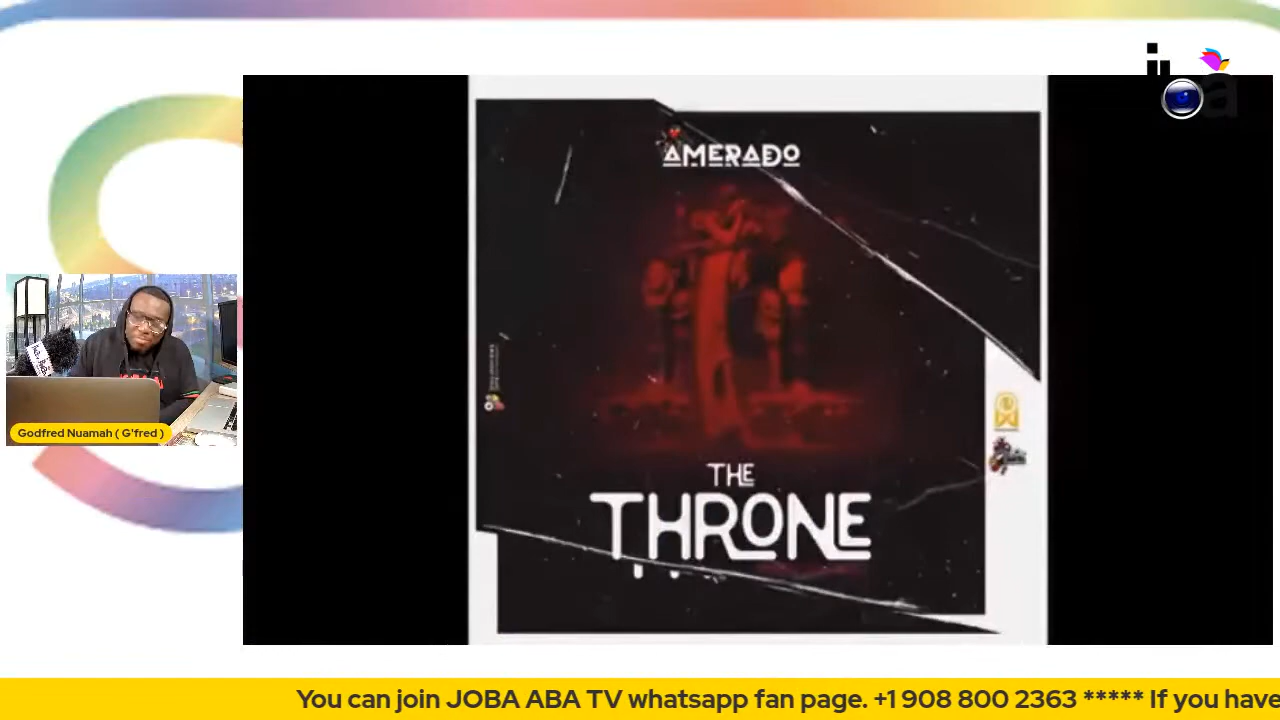 AMERADO
THE
THRONE
Godfred Nuamah ( G'fred )
You can join JOBA ABA TV whatsapp fan page. +1 908 800 2363 ***** If you have